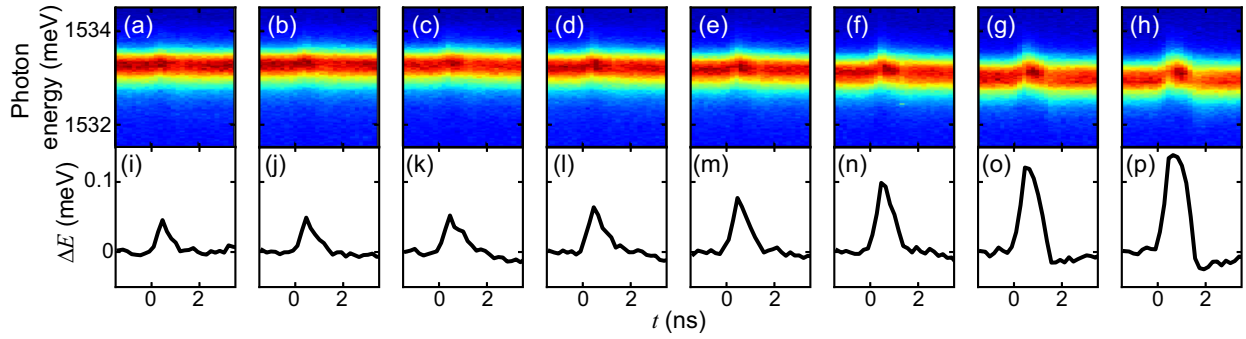 (a) (b) (c) (d) (e) (f) (g) (h)
Photon
energy (meV)
1534
1532
(i) (j) (k) (l) (m) (n) (o) (p)
ΔE (meV)
0.1
0
0 2 0 2 0 2 0 2 0 2 0 2 0 2 0 2
t (ns)